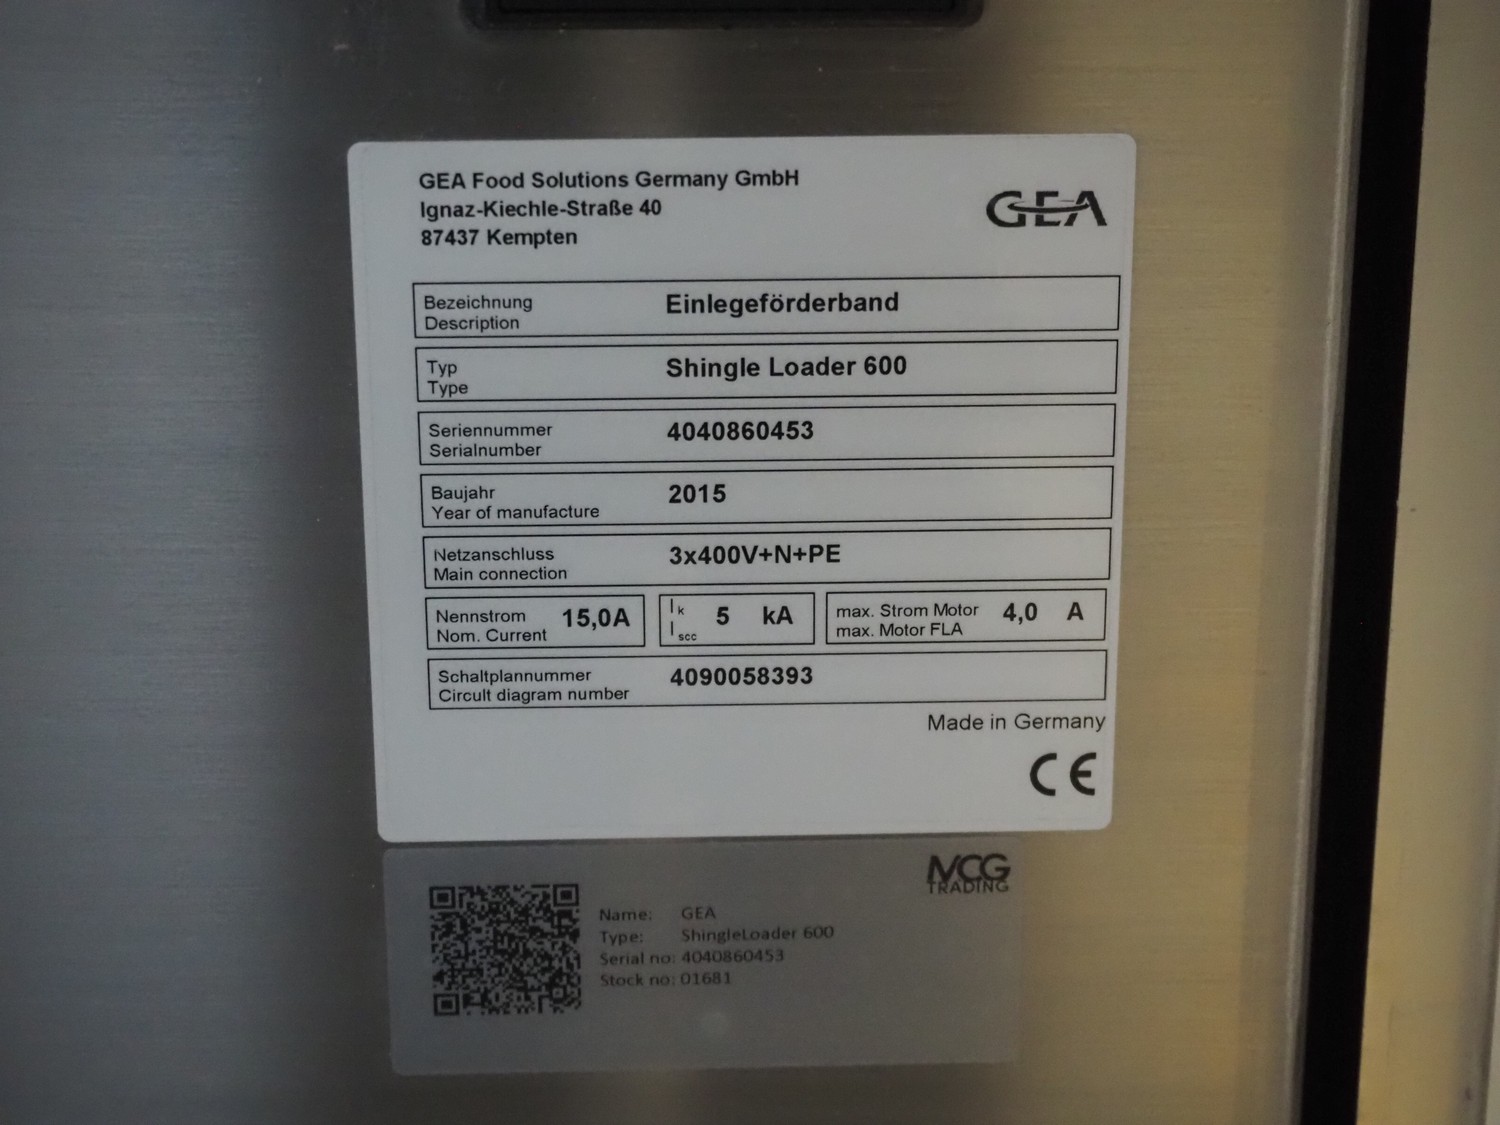 GEA Food Solutions Germany GmbH
Ignaz-Kiechle-Straße 40
87437 Kempten
GEA
Bezeichnung
Description
Einlegeförderband
Typ
Type
Shingle Loader 600
Seriennummer
Serialnumber
4040860453
Baujahr
Year of manufacture
2015
Netzanschluss
Main connection
3x400V+N+PE
Nennstrom
Nom. Current
15,0A
Ik
Iscc
5 kA
max. Strom Motor
max. Motor FLA
4,0 A
Schaltplannummer
Circult diagram number
4090058393
Made in Germany
CE
MCG
TRADING
Name: GEA
Type: ShingleLoader 600
Serial no: 4040860453
Stock no: 01681